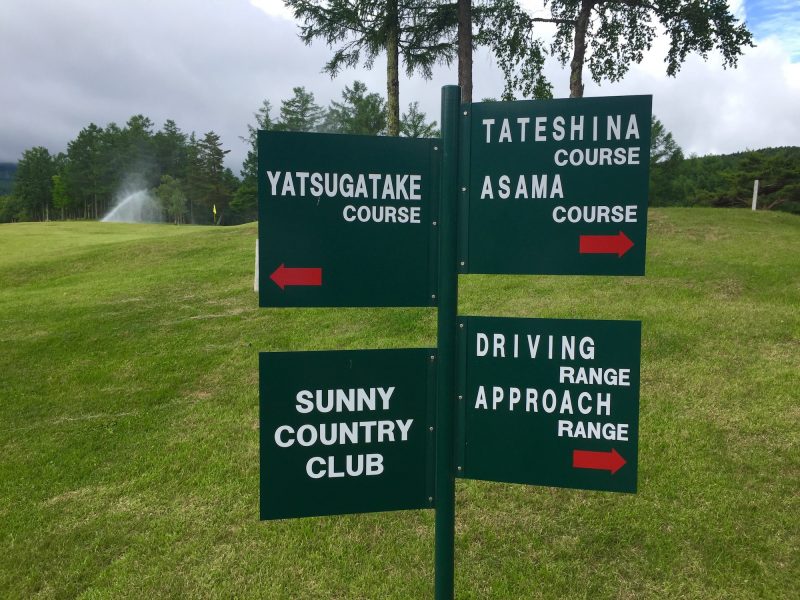 YATSUGATAKE
COURSE
TATESHINA
COURSE
ASAMA
COURSE
SUNNY
COUNTRY
CLUB
DRIVING
RANGE
APPROACH
RANGE